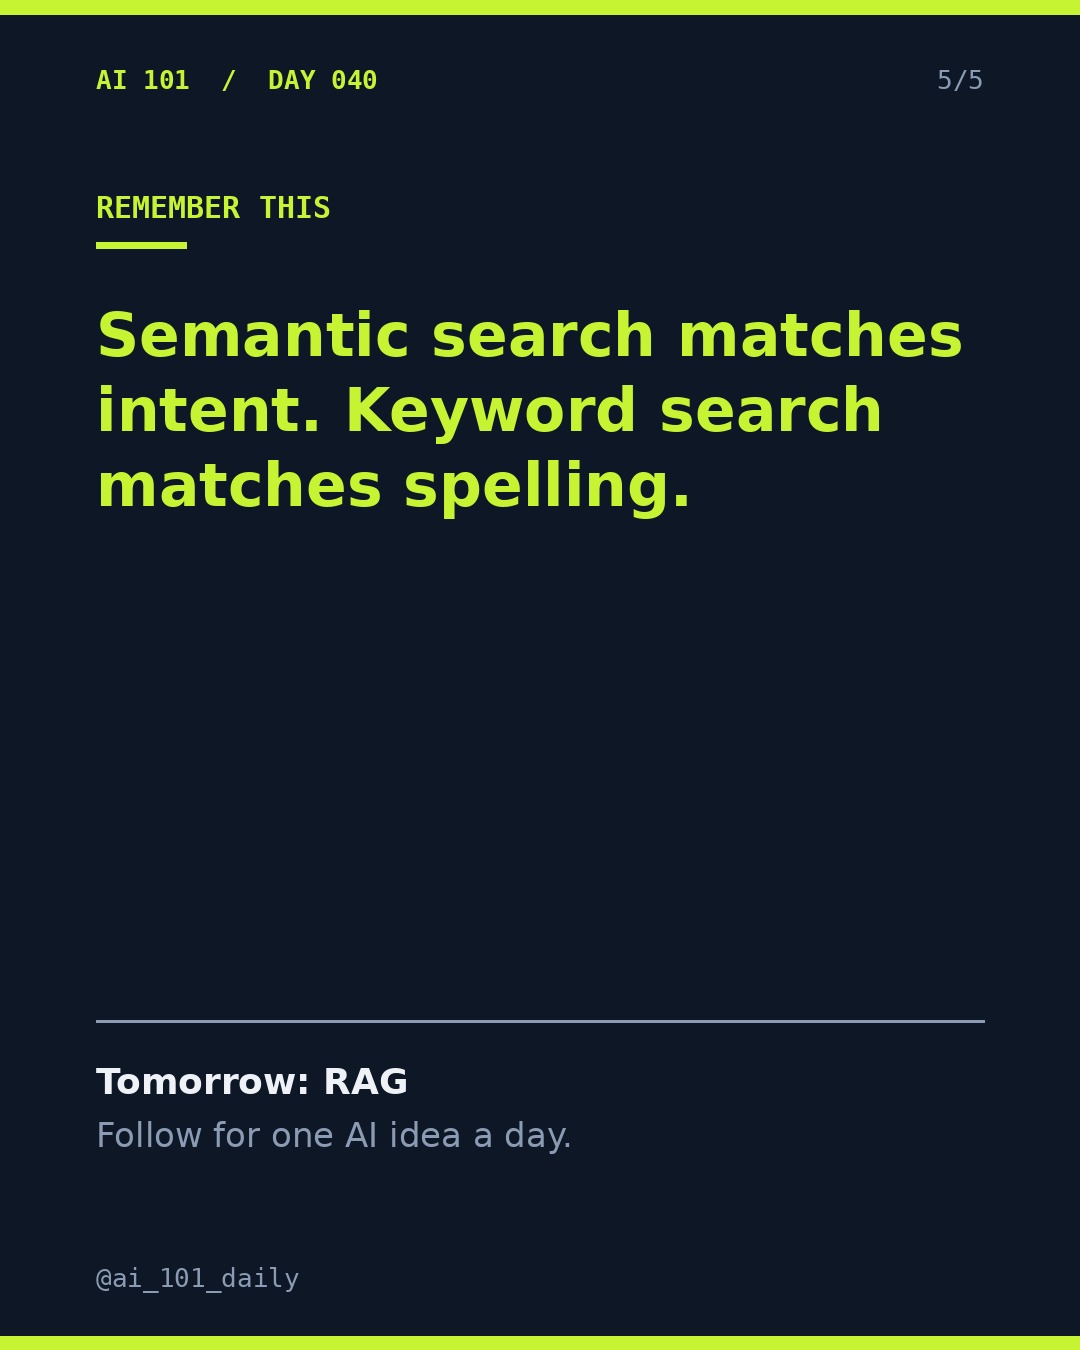 AI 101 / DAY 040
5/5
REMEMBER THIS
Semantic search matches
intent. Keyword search
matches spelling.
Tomorrow: RAG
Follow for one AI idea a day.
@ai_101_daily